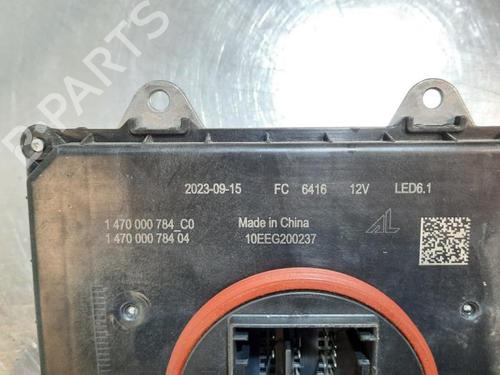 B-PARTS
2023-09-15 FC 6416 12V LED6.1
1 470 000 784_C0 Made in China
1 470 000 784 04 10EEG200237
AL